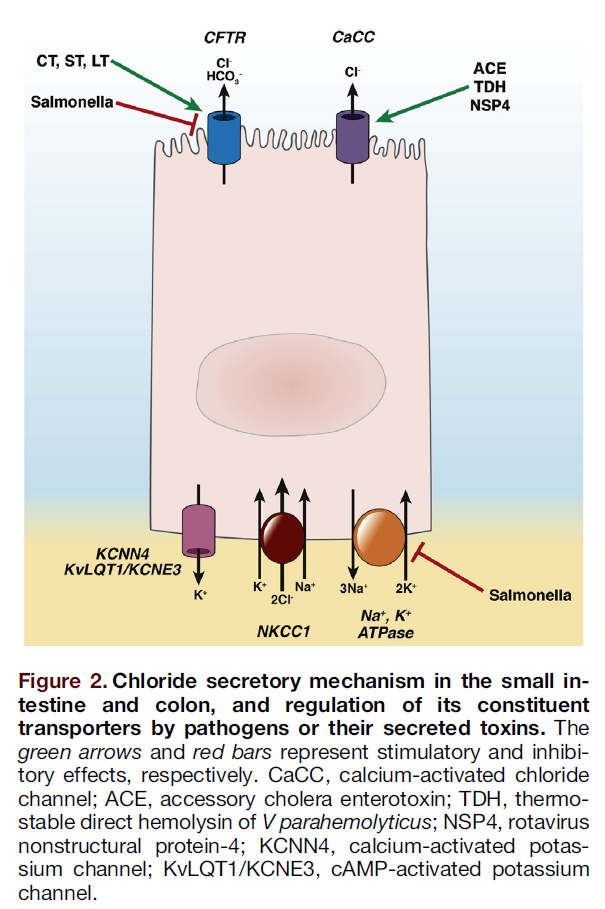 CFTR
CaCC
CT, ST, LT
Cl-
HCO3-
Cl-
ACE
TDH
NSP4
Salmonella
KCNN4
KvLQT1/KCNE3
K+
K+
2Cl-
Na+
NKCC1
3Na+
2K+
Na+, K+
ATPase
Salmonella
Figure 2. Chloride secretory mechanism in the small in-
testine and colon, and regulation of its constituent
transporters by pathogens or their secreted toxins. The
green arrows and red bars represent stimulatory and inhibi-
tory effects, respectively. CaCC, calcium-activated chloride
channel; ACE, accessory cholera enterotoxin; TDH, thermo-
stable direct hemolysin of V parahemolyticus; NSP4, rotavirus
nonstructural protein-4; KCNN4, calcium-activated potas-
sium channel; KvLQT1/KCNE3, cAMP-activated potassium
channel.